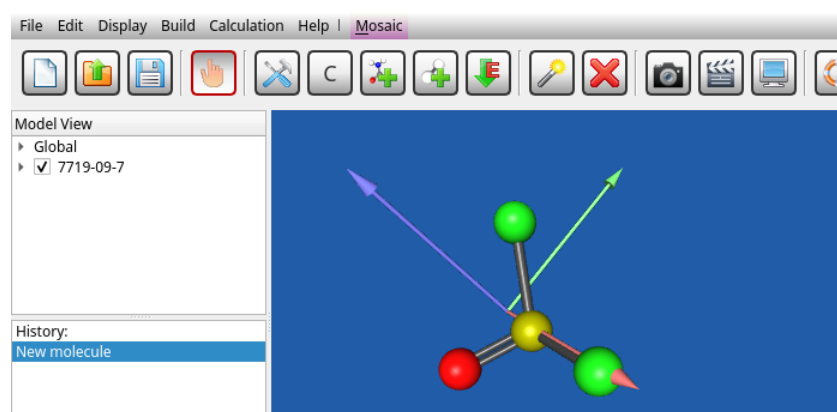 File Edit Display Build Calculation Help | Mosaic
C
E
Model View
Global
7719-09-7
History:
New molecule